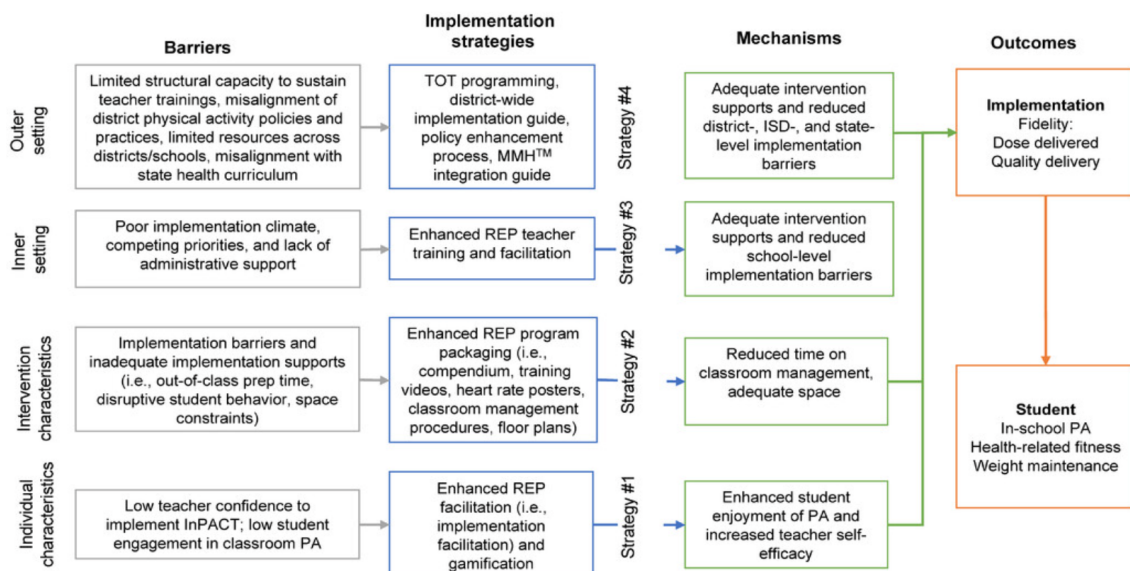 Barriers
Implementation
strategies
Mechanisms
Outcomes
Outer
setting
Limited structural capacity to sustain
teacher trainings, misalignment of
district physical activity policies and
practices, limited resources across
districts/schools, misalignment with
state health curriculum
TOT programming,
district-wide
implementation guide,
policy enhancement
process, MMH™
integration guide
Strategy #4
Adequate intervention
supports and reduced
district-, ISD-, and state-
level implementation
barriers
Implementation
Fidelity:
Dose delivered
Quality delivery
Inner
setting
Poor implementation climate,
competing priorities, and lack of
administrative support
Enhanced REP teacher
training and facilitation
Strategy #3
Adequate intervention
supports and reduced
school-level
implementation barriers
Intervention
characteristics
Implementation barriers and
inadequate implementation supports
(i.e., out-of-class prep time,
disruptive student behavior, space
constraints)
Enhanced REP program
packaging (i.e.,
compendium, training
videos, heart rate posters,
classroom management
procedures, floor plans)
Strategy #2
Reduced time on
classroom management,
adequate space
Student
In-school PA
Health-related fitness
Weight maintenance
Individual
characteristics
Low teacher confidence to
implement InPACT; low student
engagement in classroom PA
Enhanced REP
facilitation (i.e.,
implementation
facilitation) and
gamification
Strategy #1
Enhanced student
enjoyment of PA and
increased teacher self-
efficacy